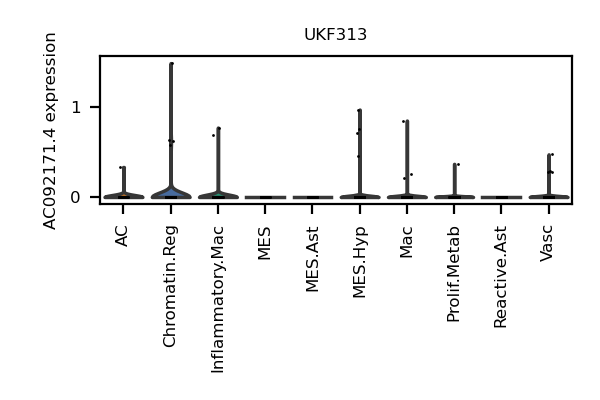 UKF313
AC092171.4 expression
1
0
AC
Chromatin.Reg
Inflammatory.Mac
MES
MES.Ast
MES.Hyp
Mac
Prolif.Metab
Reactive.Ast
Vasc